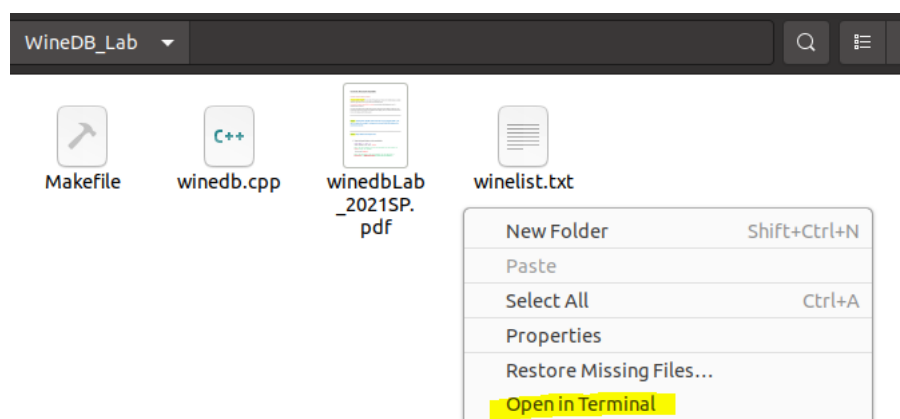 WineDB_Lab
C++
Makefile
winedb.cpp
winedbLab
_2021SP.
pdf
winelist.txt
New Folder Shift+Ctrl+N
Paste
Select All Ctrl+A
Properties
Restore Missing Files...
Open in Terminal